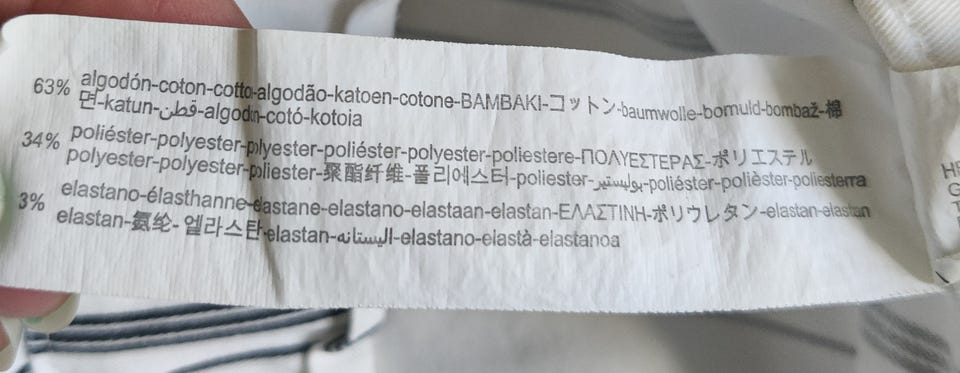 63% algodón-coton-cotto-algodão-katoen-cotone-BAMBAKI-コットン-baumwolle-bomuld-bombaž-棉
면-katun-قطن-algodón-cotó-kotoia
34% poliéster-polyester-polyester-poliéster-polyester-poliestere-ΠΟΛΥΕΣΤΕΡΑΣ-ポリエステル
polyester-polyester-poliester-聚酯纤维-폴리에스터-poliester-بوليستير-poliéster-polièster-poliesterra
3% elastano-élasthanne-elastane-elastano-elastaan-elastan-ΕΛΑΣΤΙΝΗ-ポリウレタン-elastan-elastan
elastan-氨纶- 엘라스탄-elastan-اليستانه-elastano-elastà-elastanoa